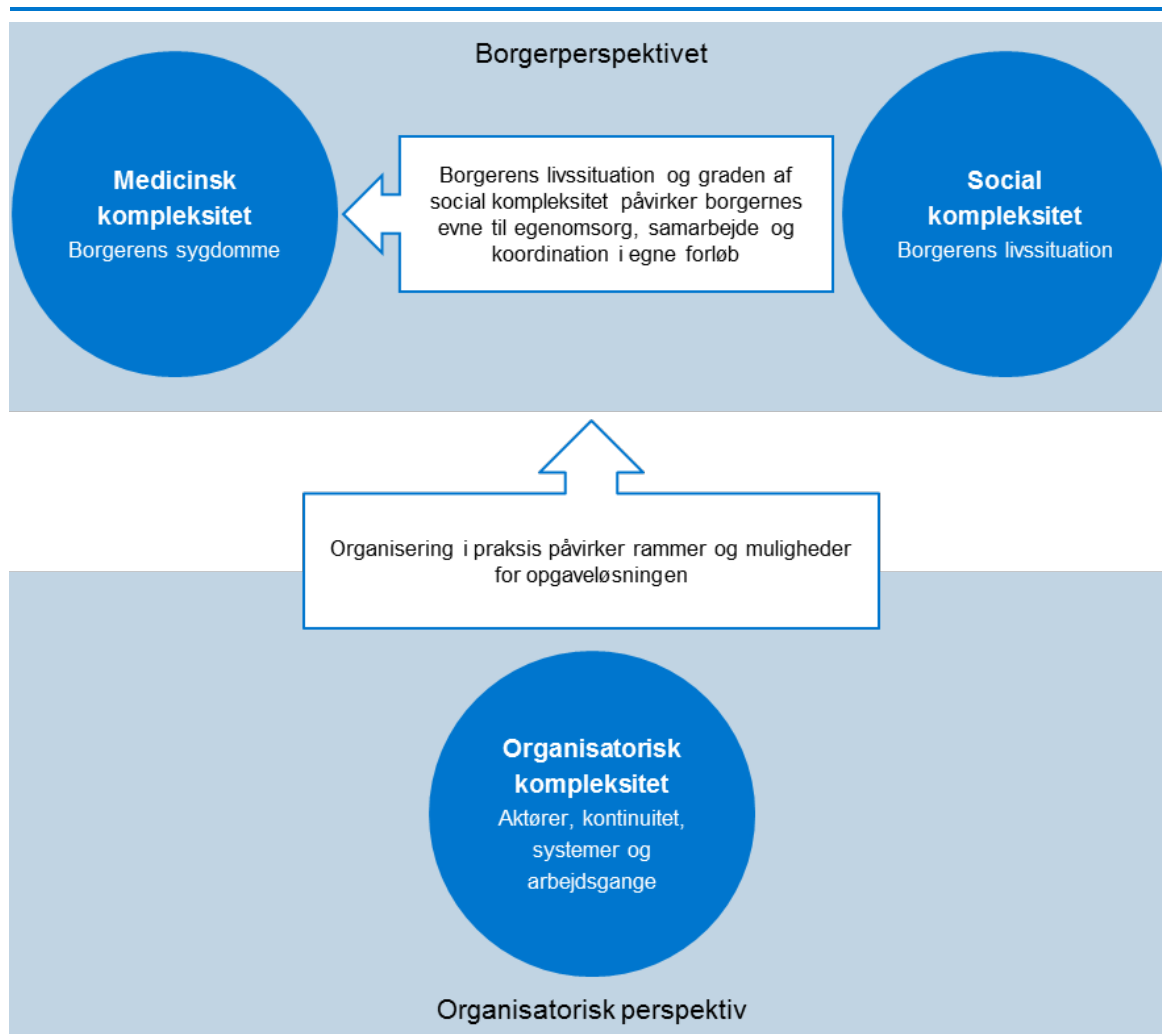 Borgerperspektivet
Medicinsk
kompleksitet
Borgerens sygdomme
Borgerens livssituation og graden af
social kompleksitet påvirker borgernes
evne til egenomsorg, samarbejde og
koordination i egne forløb
Social
kompleksitet
Borgerens livssituation
Organisering i praksis påvirker rammer og muligheder
for opgaveløsningen
Organisatorisk
kompleksitet
Aktører, kontinuitet,
systemer og
arbejdsgange
Organisatorisk perspektiv